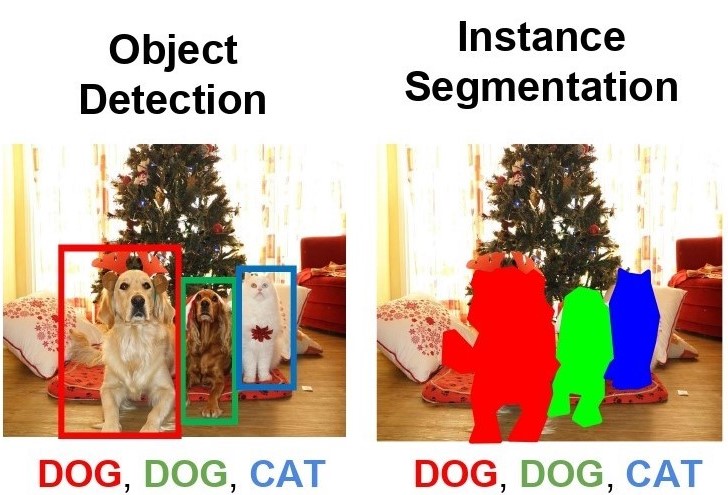 Object
Detection
Instance
Segmentation
DOG, DOG, CAT
DOG, DOG, CAT